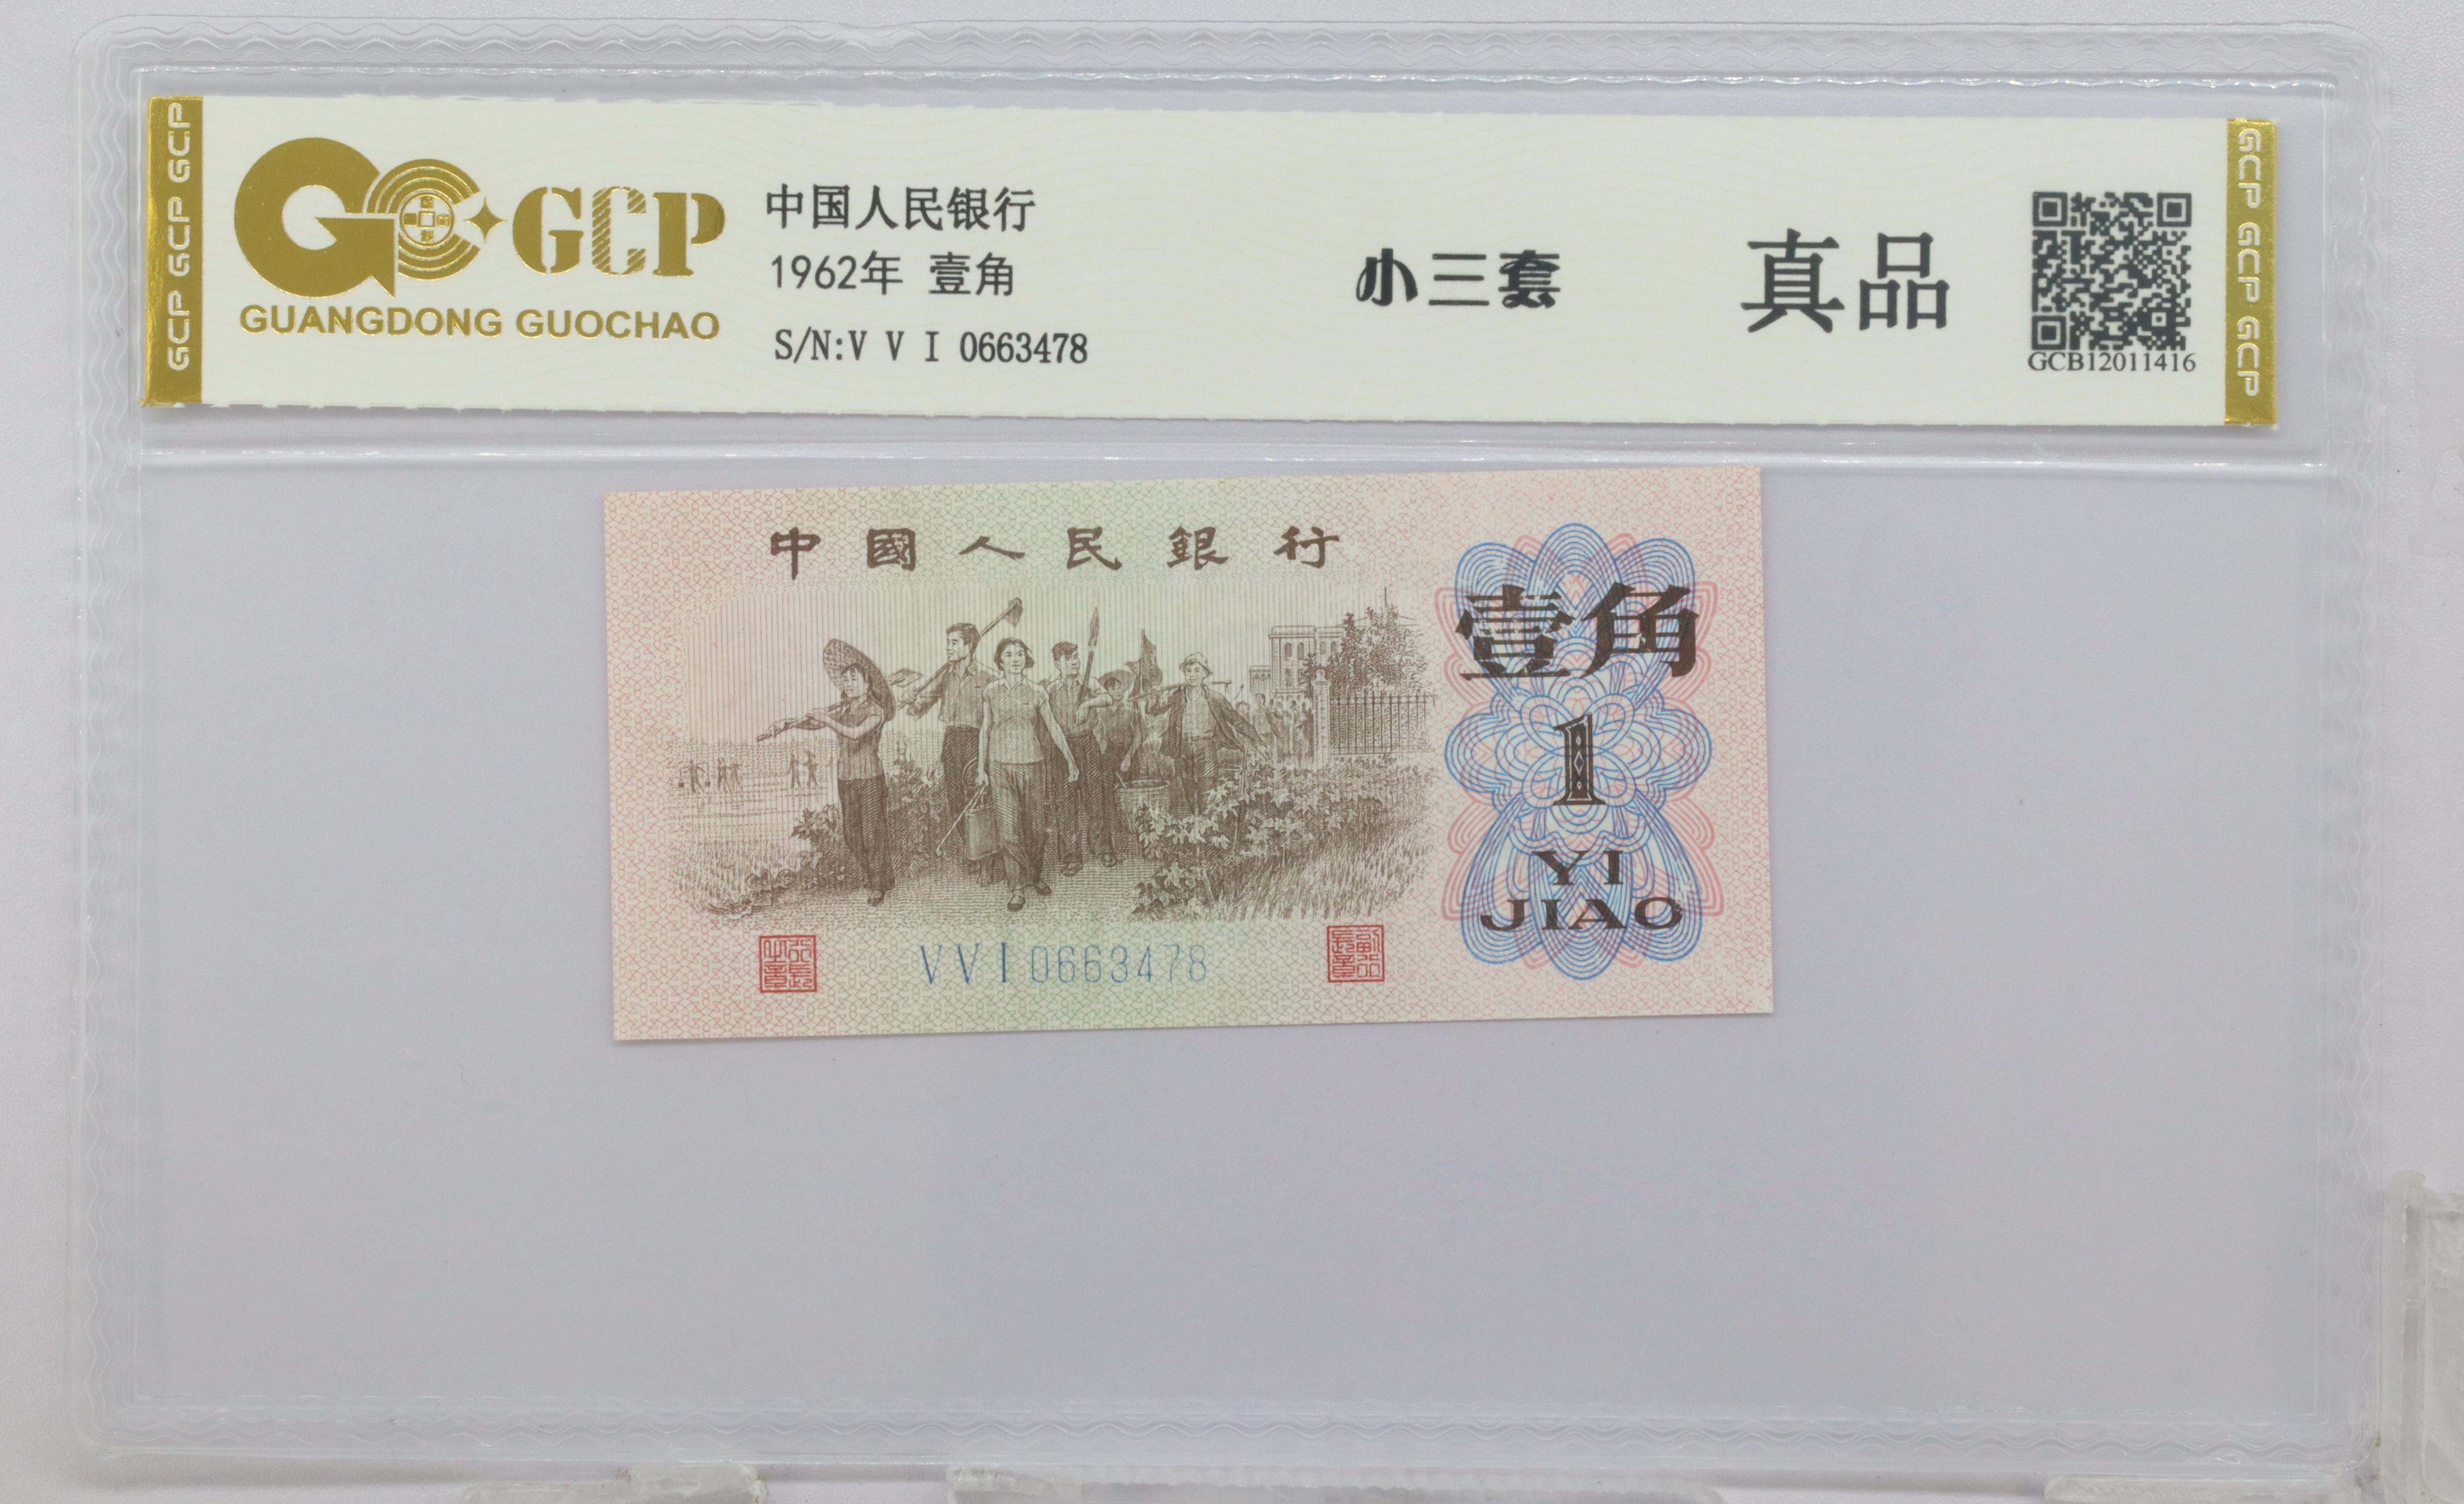 GCP GCP GCP
GCP
GUANGDONG GUOCHAO
中国人民银行
1962年 壹角
S/N:V V I 0663478
小三套
真品
GCB12011416
GCP GCP GCP
中國人民銀行
壹角
1
YI
JIAO
VVI0663478